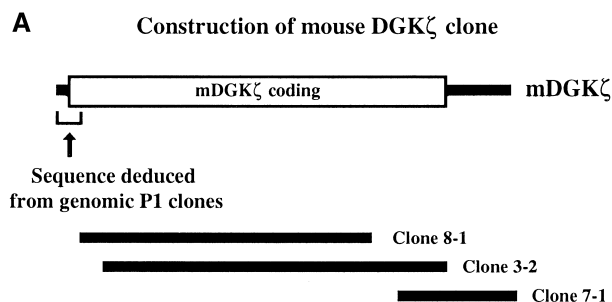 A
Construction of mouse DGKζ clone
mDGKζ coding
mDGKζ
Sequence deduced
from genomic P1 clones
Clone 8-1
Clone 3-2
Clone 7-1